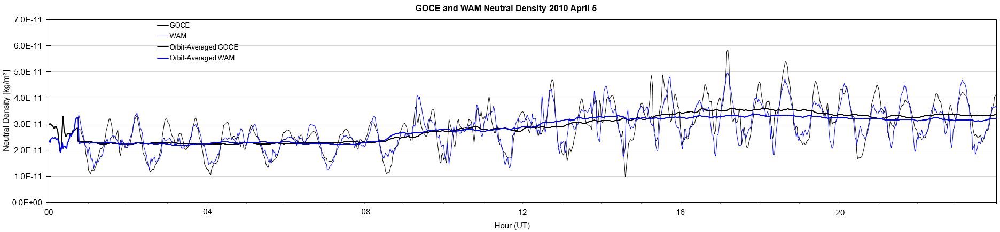 GOCE and WAM Neutral Density 2010 April 5
7.0E-11
6.0E-11
5.0E-11
4.0E-11
3.0E-11
2.0E-11
1.0E-11
0.0E+00
Neutral Density [kg/m³]
GOCE
WAM
Orbit-Averaged GOCE
Orbit-Averaged WAM
00 04 08 12 16 20
Hour (UT)